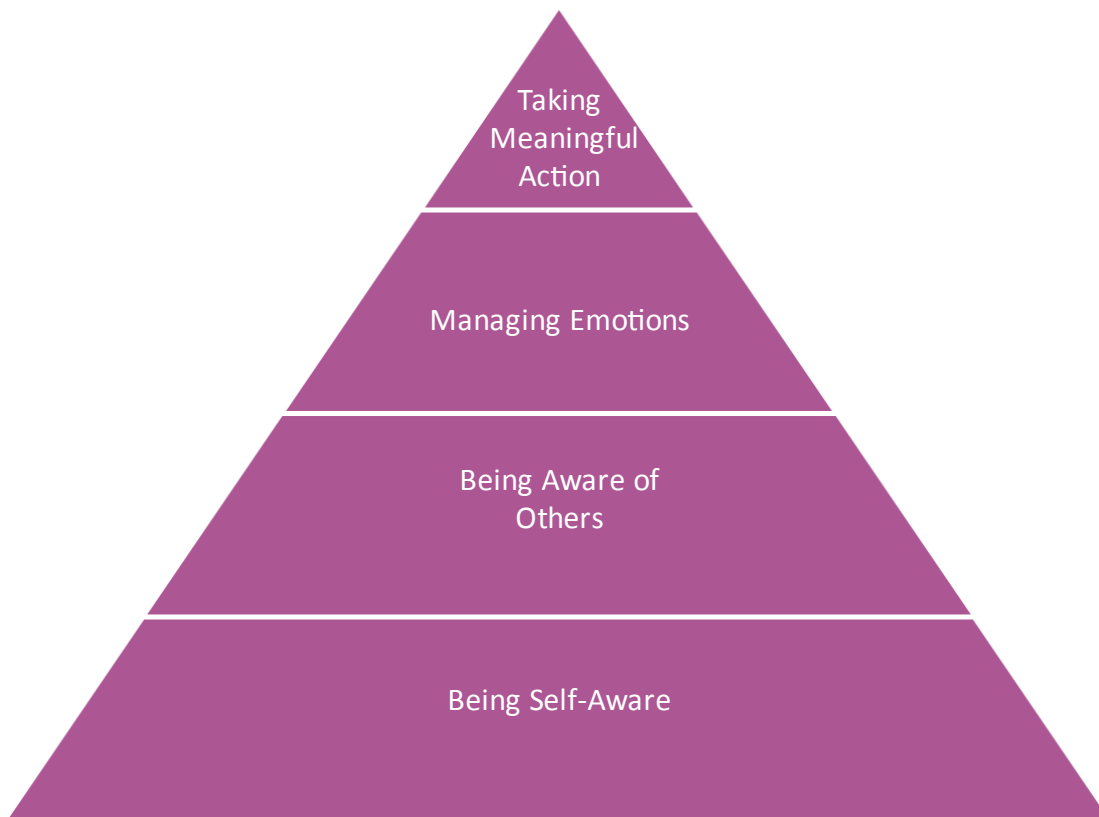 Taking
Meaningful
Action
Managing Emotions
Being Aware of
Others
Being Self-Aware